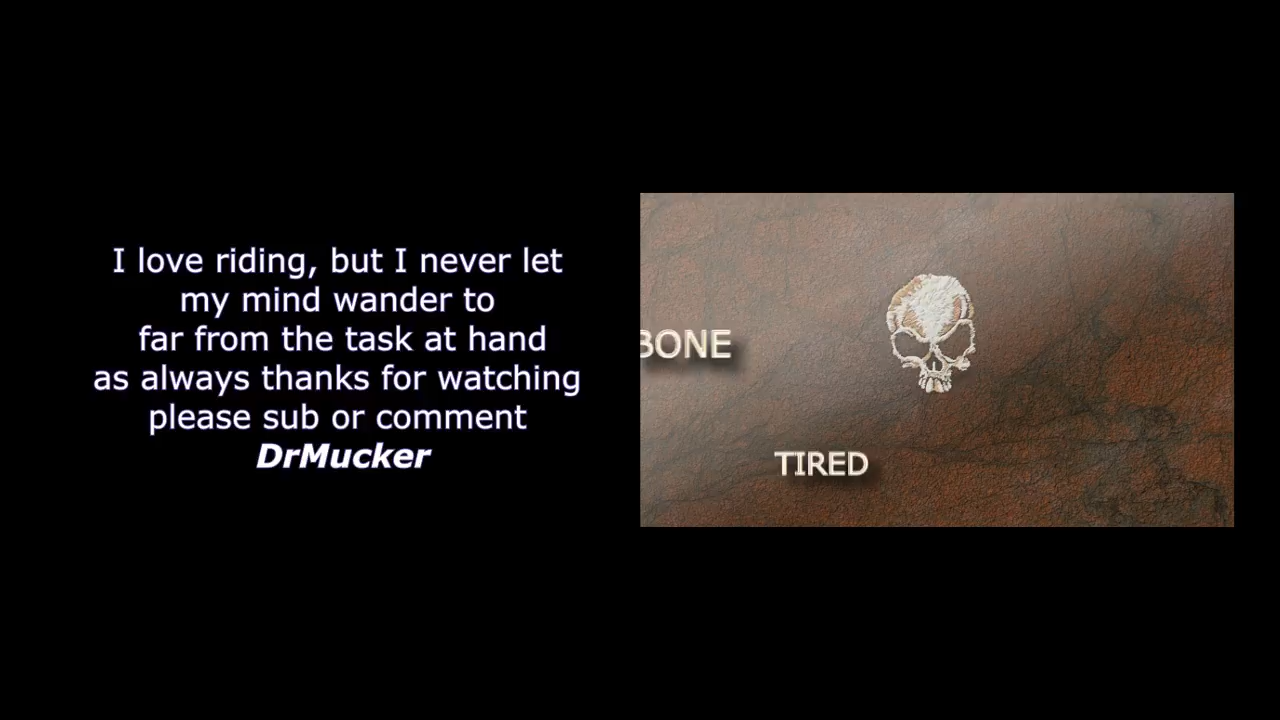 I love riding, but I never let
my mind wander to
far from the task at hand
as always thanks for watching
please sub or comment
DrMucker
BONE
TIRED